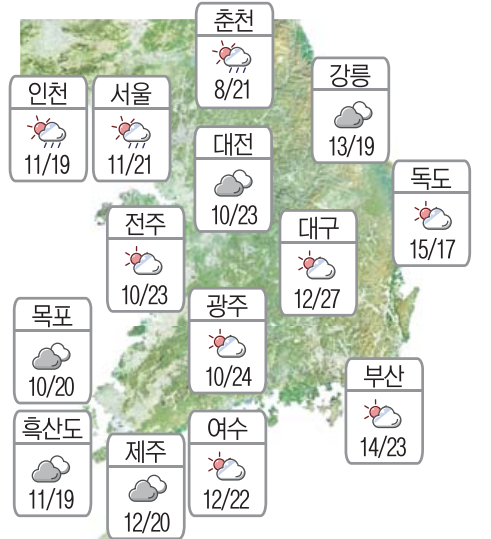 춘천
8/21
인천
11/19
서울
11/21
강릉
13/19
대전
10/23
독도
15/17
전주
10/23
대구
12/27
광주
10/24
목포
10/20
부산
14/23
흑산도
11/19
여수
12/22
제주
12/20